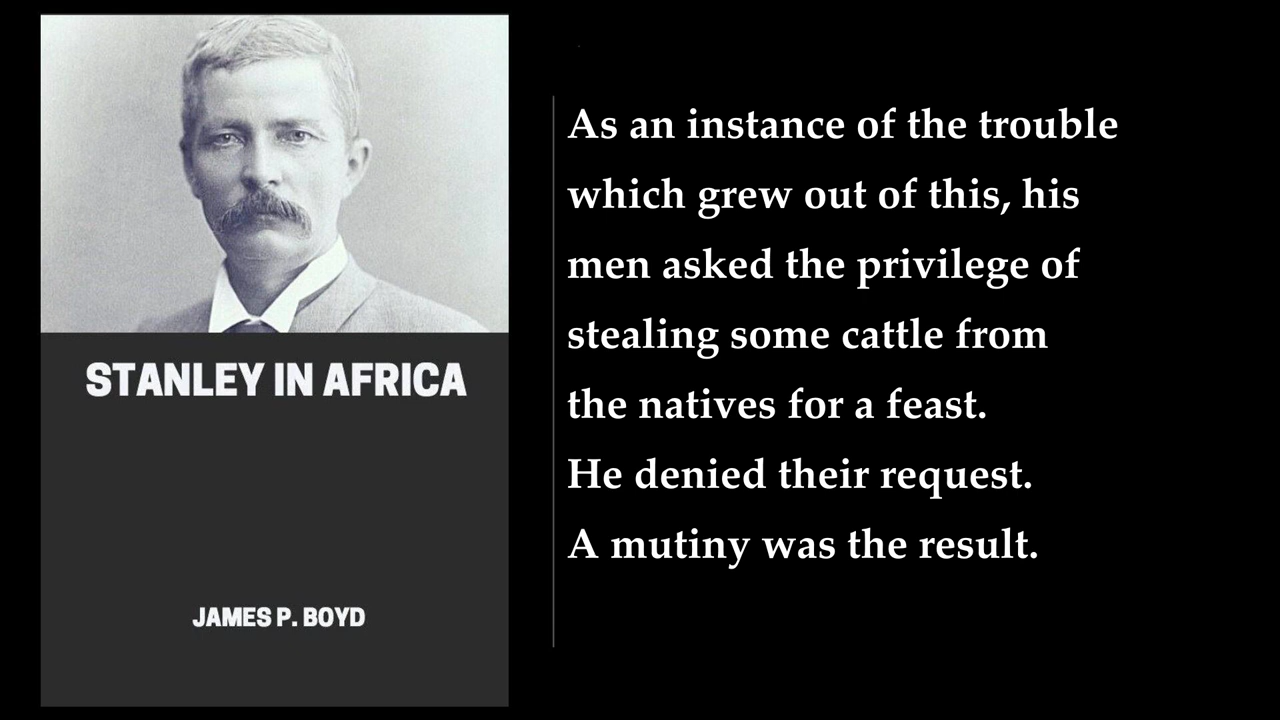 STANLEY IN AFRICA
JAMES P. BOYD
As an instance of the trouble
which grew out of this, his
men asked the privilege of
stealing some cattle from
the natives for a feast.
He denied their request.
A mutiny was the result.